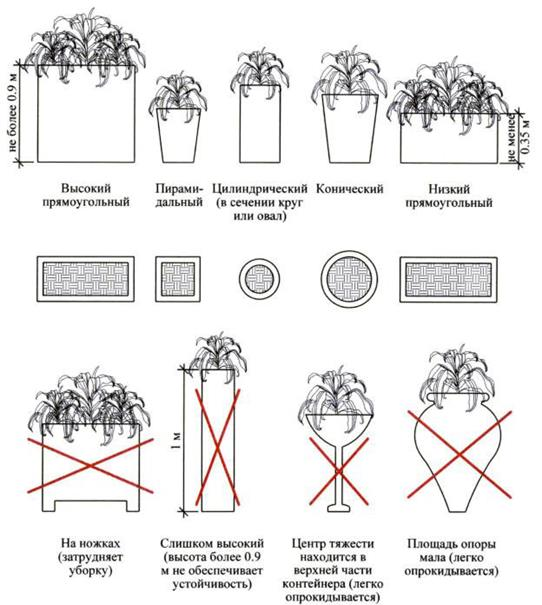 не более 0.9 м
не менее
0.35 м
Высокий
прямоугольный
Пирами-
дальный
Цилиндрический
(в сечении круг
или овал)
Конический
Низкий
прямоугольный
1 м
На ножках
(затрудняет
уборку)
Слишком высокий
(высота более 0.9
м не обеспечивает
устойчивость)
Центр тяжести
находится в
верхней части
контейнера (легко
опрокидывается)
Площадь опоры
мала (легко
опрокидывается)